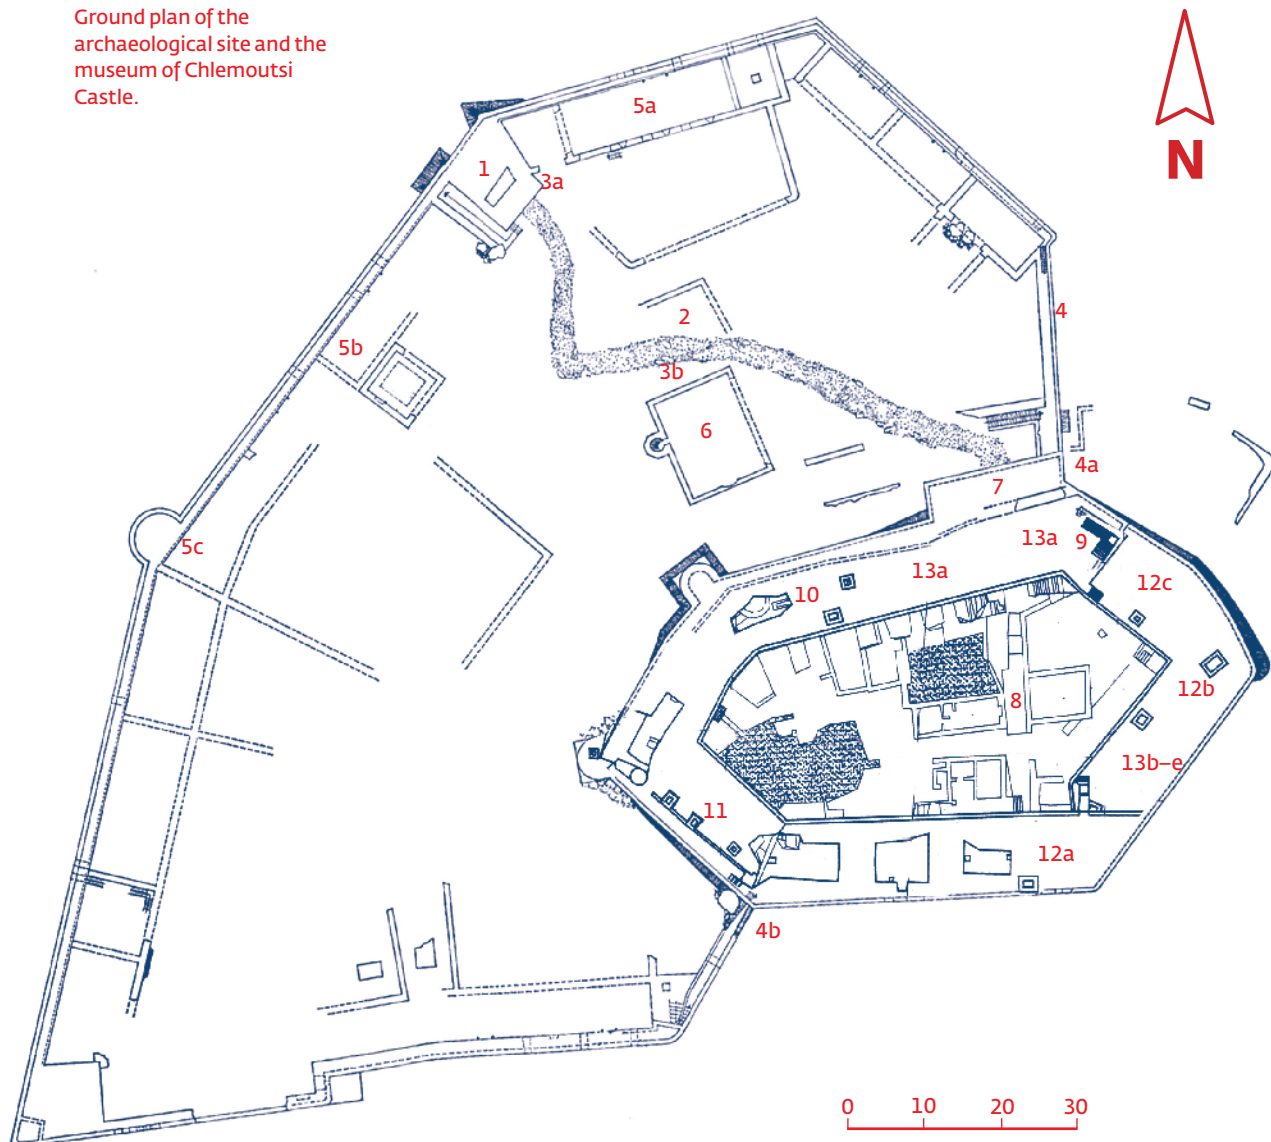 Ground plan of the
archaeological site and the
museum of Chlemoutsi
Castle.
N
5a
1
3a
4
2
5b
3b
6
4a
7
13a
9
5c
13a
12c
10
12b
8
13b–e
11
12a
4b
0 10 20 30